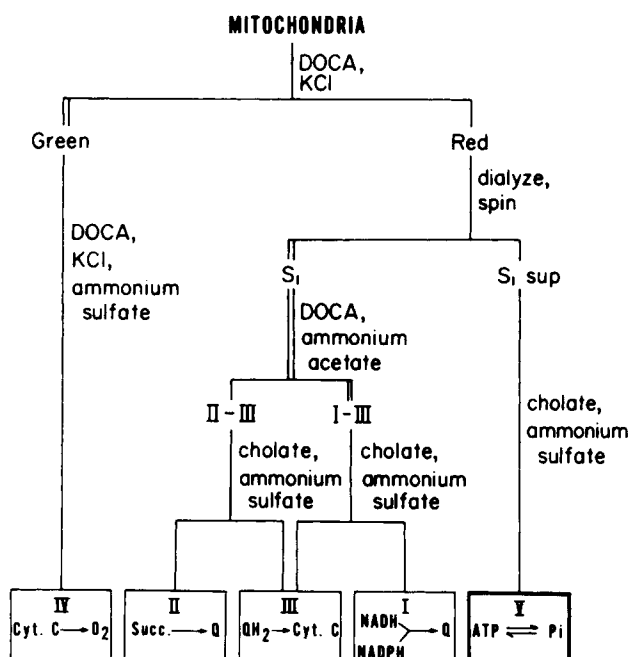 MITOCHONDRIA
DOCA,
KCl
Green
Red
dialyze,
spin
DOCA,
KCl,
ammonium
sulfate
S₁
S₁ sup
DOCA,
ammonium
acetate
II-III
I-III
cholate,
ammonium
sulfate
cholate,
ammonium
sulfate
cholate,
ammonium
sulfate
IV
Cyt. C → O₂
II
Succ. → Q
III
QH₂ → Cyt. C
I
NADH
NADPH
→ Q
V
ATP ⇌ Pi